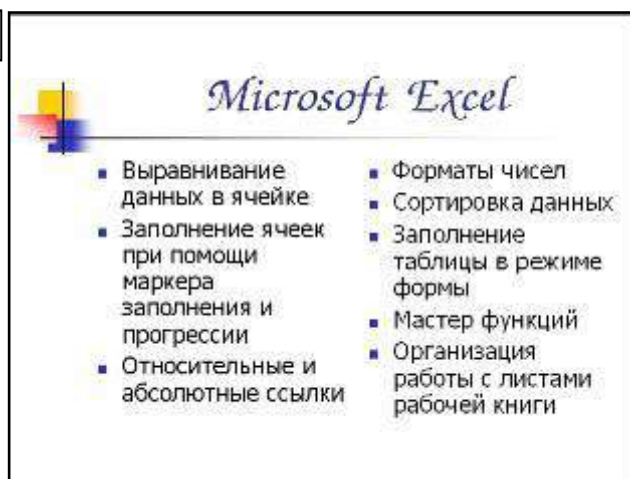 Microsoft Excel
Выравнивание
данных в ячейке
Заполнение ячеек
при помощи
маркера
заполнения и
прогрессии
Относительные и
абсолютные ссылки
Форматы чисел
Сортировка данных
Заполнение
таблицы в режиме
формы
Мастер функций
Организация
работы с листами
рабочей книги